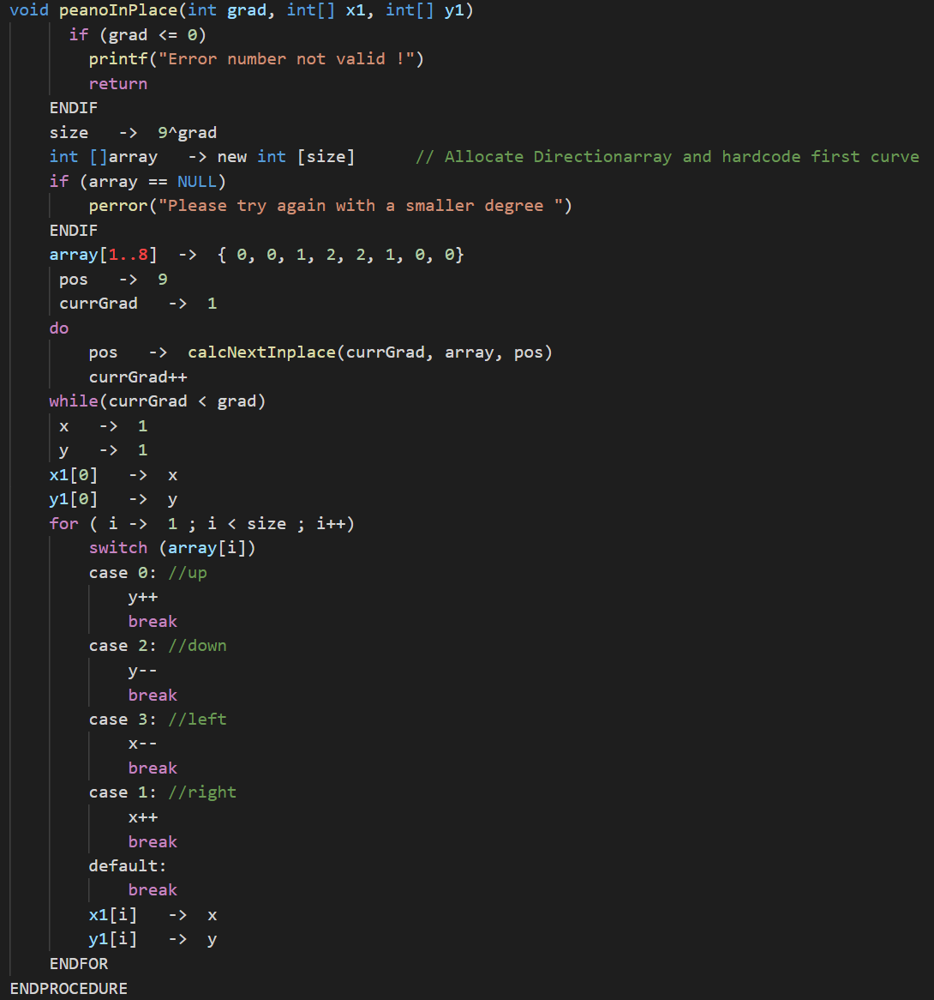 void peanoInPlace(int grad, int[] x1, int[] y1)
if (grad <= 0)
printf("Error number not valid !")
return
ENDIF
size -> 9^grad
int []array -> new int [size] // Allocate Directionarray and hardcode first curve
if (array == NULL)
perror("Please try again with a smaller degree ")
ENDIF
array[1..8] -> { 0, 0, 1, 2, 2, 1, 0, 0}
pos -> 9
currGrad -> 1
do
pos -> calcNextInplace(currGrad, array, pos)
currGrad++
while(currGrad < grad)
x -> 1
y -> 1
x1[0] -> x
y1[0] -> y
for ( i -> 1 ; i < size ; i++)
switch (array[i])
case 0: //up
y++
break
case 2: //down
y--
break
case 3: //left
x--
break
case 1: //right
x++
break
default:
break
x1[i] -> x
y1[i] -> y
ENDFOR
ENDPROCEDURE